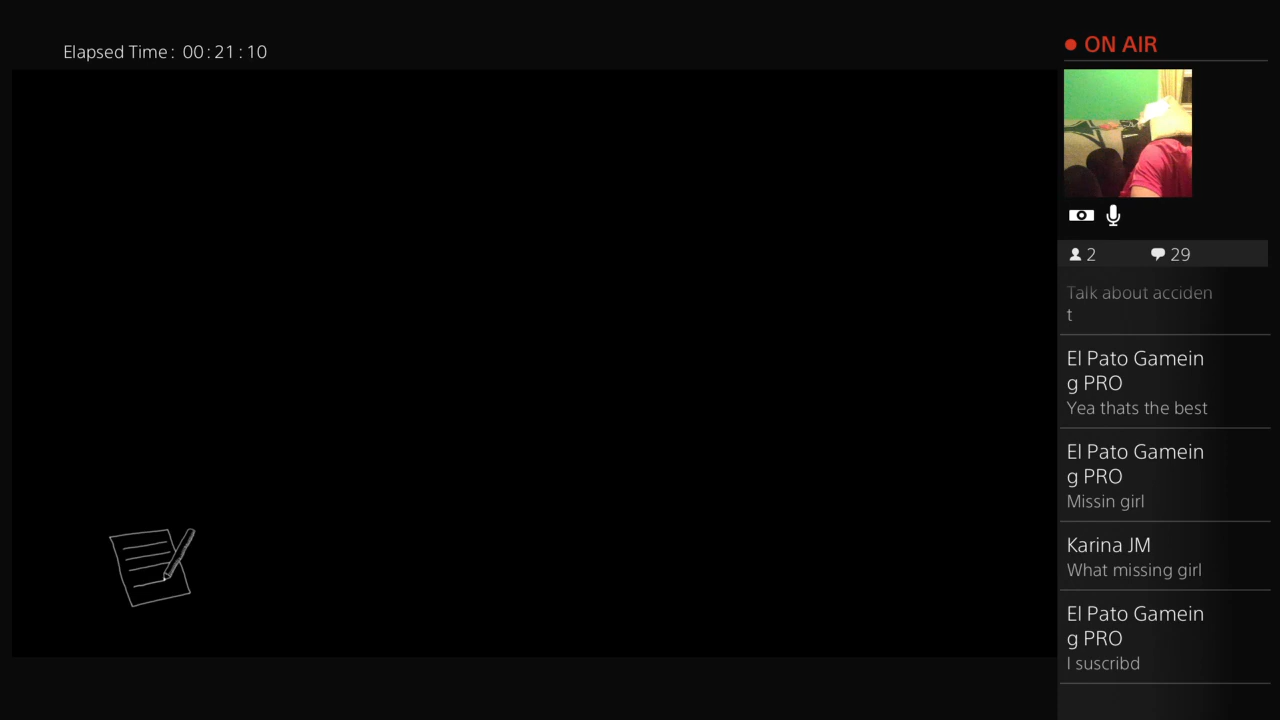 Elapsed Time: 00:21:10
ON AIR
2 29
Talk about acciden
t
El Pato Gamein
g PRO
Yea thats the best
El Pato Gamein
g PRO
Missin girl
Karina JM
What missing girl
El Pato Gamein
g PRO
I suscribd